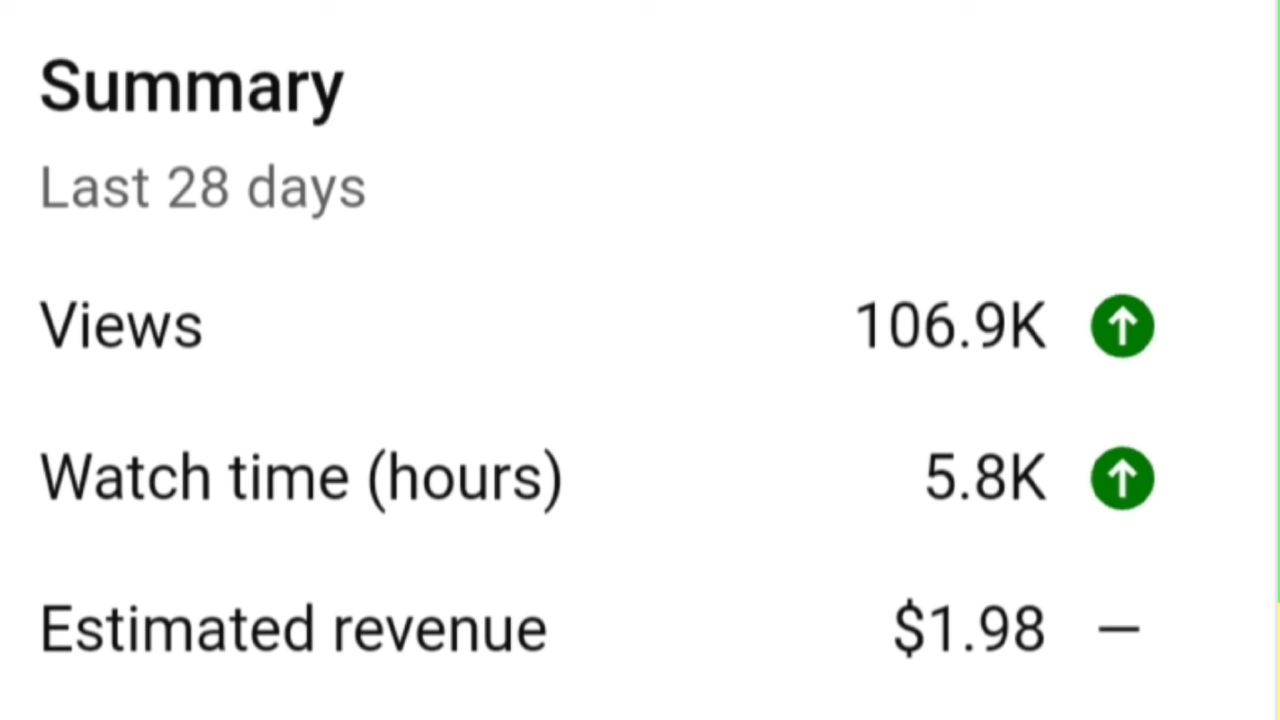 Summary
Last 28 days
Views 106.9K
Watch time (hours) 5.8K
Estimated revenue $1.98 —